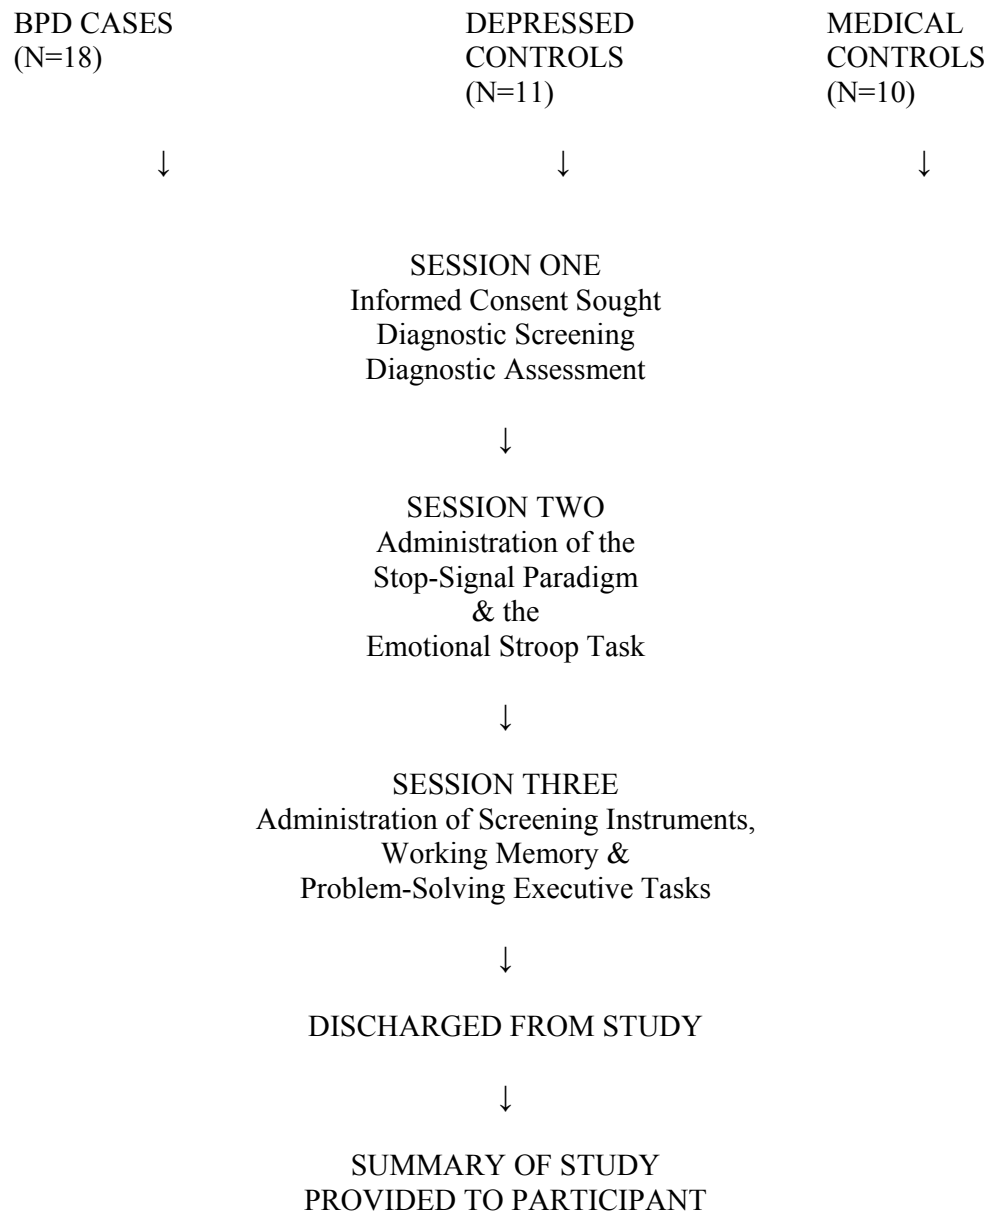 BPD CASES
(N=18)
DEPRESSED
CONTROLS
(N=11)
MEDICAL
CONTROLS
(N=10)
↓ ↓ ↓
SESSION ONE
Informed Consent Sought
Diagnostic Screening
Diagnostic Assessment
↓
SESSION TWO
Administration of the
Stop-Signal Paradigm
& the
Emotional Stroop Task
↓
SESSION THREE
Administration of Screening Instruments,
Working Memory &
Problem-Solving Executive Tasks
↓
DISCHARGED FROM STUDY
↓
SUMMARY OF STUDY
PROVIDED TO PARTICIPANT